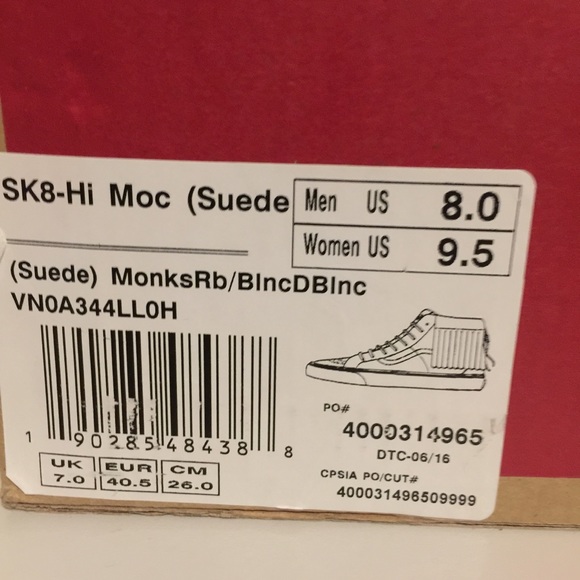 SK8-Hi Moc (Suede
Men US 8.0
Women US 9.5
(Suede) MonksRb/BlncDBlnc
VN0A344LL0H
1 90285 48438 8
UK 7.0
EUR 40.5
CM 26.0
PO#
4000314965
DTC-06/16
CPSIA PO/CUT#
400031496509999